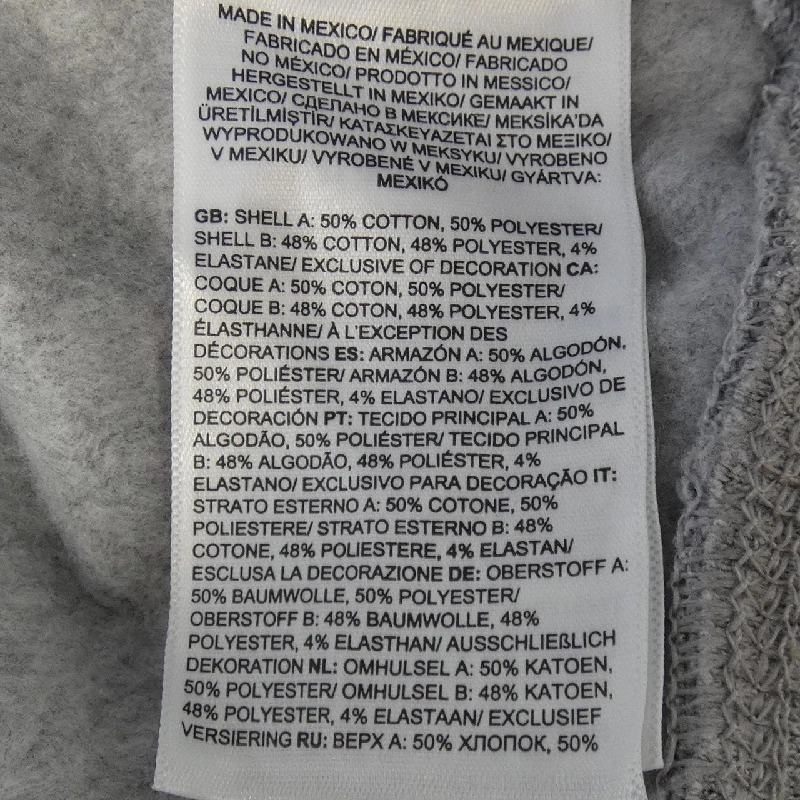 MADE IN MEXICO/ FABRIQUÉ AU MEXIQUE/
FABRICADO EN MÉXICO/ FABRICADO
NO MÉXICO/ PRODOTTO IN MESSICO/
HERGESTELLT IN MEXIKO/ GEMAAKT IN
MEXICO/ СДЕЛАНО В МЕКСИКЕ/ MEKSİKA'DA
ÜRETİLMİŞTİR/ ΚΑΤΑΣΚΕΥΑΖΕΤΑΙ ΣΤΟ ΜΕΞΙΚΟ/
WYPRODUKOWANO W MEKSYKU/ VYROBENO
V MEXIKU/ VYROBENÉ V MEXIKU/ GYÁRTVA:
MEXIKÓ
GB: SHELL A: 50% COTTON, 50% POLYESTER/
SHELL B: 48% COTTON, 48% POLYESTER, 4%
ELASTANE/ EXCLUSIVE OF DECORATION CA:
COQUE A: 50% COTON, 50% POLYESTER/
COQUE B: 48% COTON, 48% POLYESTER, 4%
ÉLASTHANNE/ À L'EXCEPTION DES
DÉCORATIONS ES: ARMAZÓN A: 50% ALGODÓN,
50% POLIÉSTER/ ARMAZÓN B: 48% ALGODÓN,
48% POLIÉSTER, 4% ELASTANO/ EXCLUSIVO DE
DECORACIÓN PT: TECIDO PRINCIPAL A: 50%
ALGODÃO, 50% POLIÉSTER/ TECIDO PRINCIPAL
B: 48% ALGODÃO, 48% POLIÉSTER, 4%
ELASTANO/ EXCLUSIVO PARA DECORAÇÃO IT:
STRATO ESTERNO A: 50% COTONE, 50%
POLIESTERE/ STRATO ESTERNO B: 48%
COTONE, 48% POLIESTERE, 4% ELASTAN/
ESCLUSA LA DECORAZIONE DE: OBERSTOFF A:
50% BAUMWOLLE, 50% POLYESTER/
OBERSTOFF B: 48% BAUMWOLLE, 48%
POLYESTER, 4% ELASTHAN/ AUSSCHLIEßLICH
DEKORATION NL: OMHULSEL A: 50% KATOEN,
50% POLYESTER/ OMHULSEL B: 48% KATOEN,
48% POLYESTER, 4% ELASTAAN/ EXCLUSIEF
VERSIERING RU: ВЕРХ A: 50% ХЛОПОК, 50%